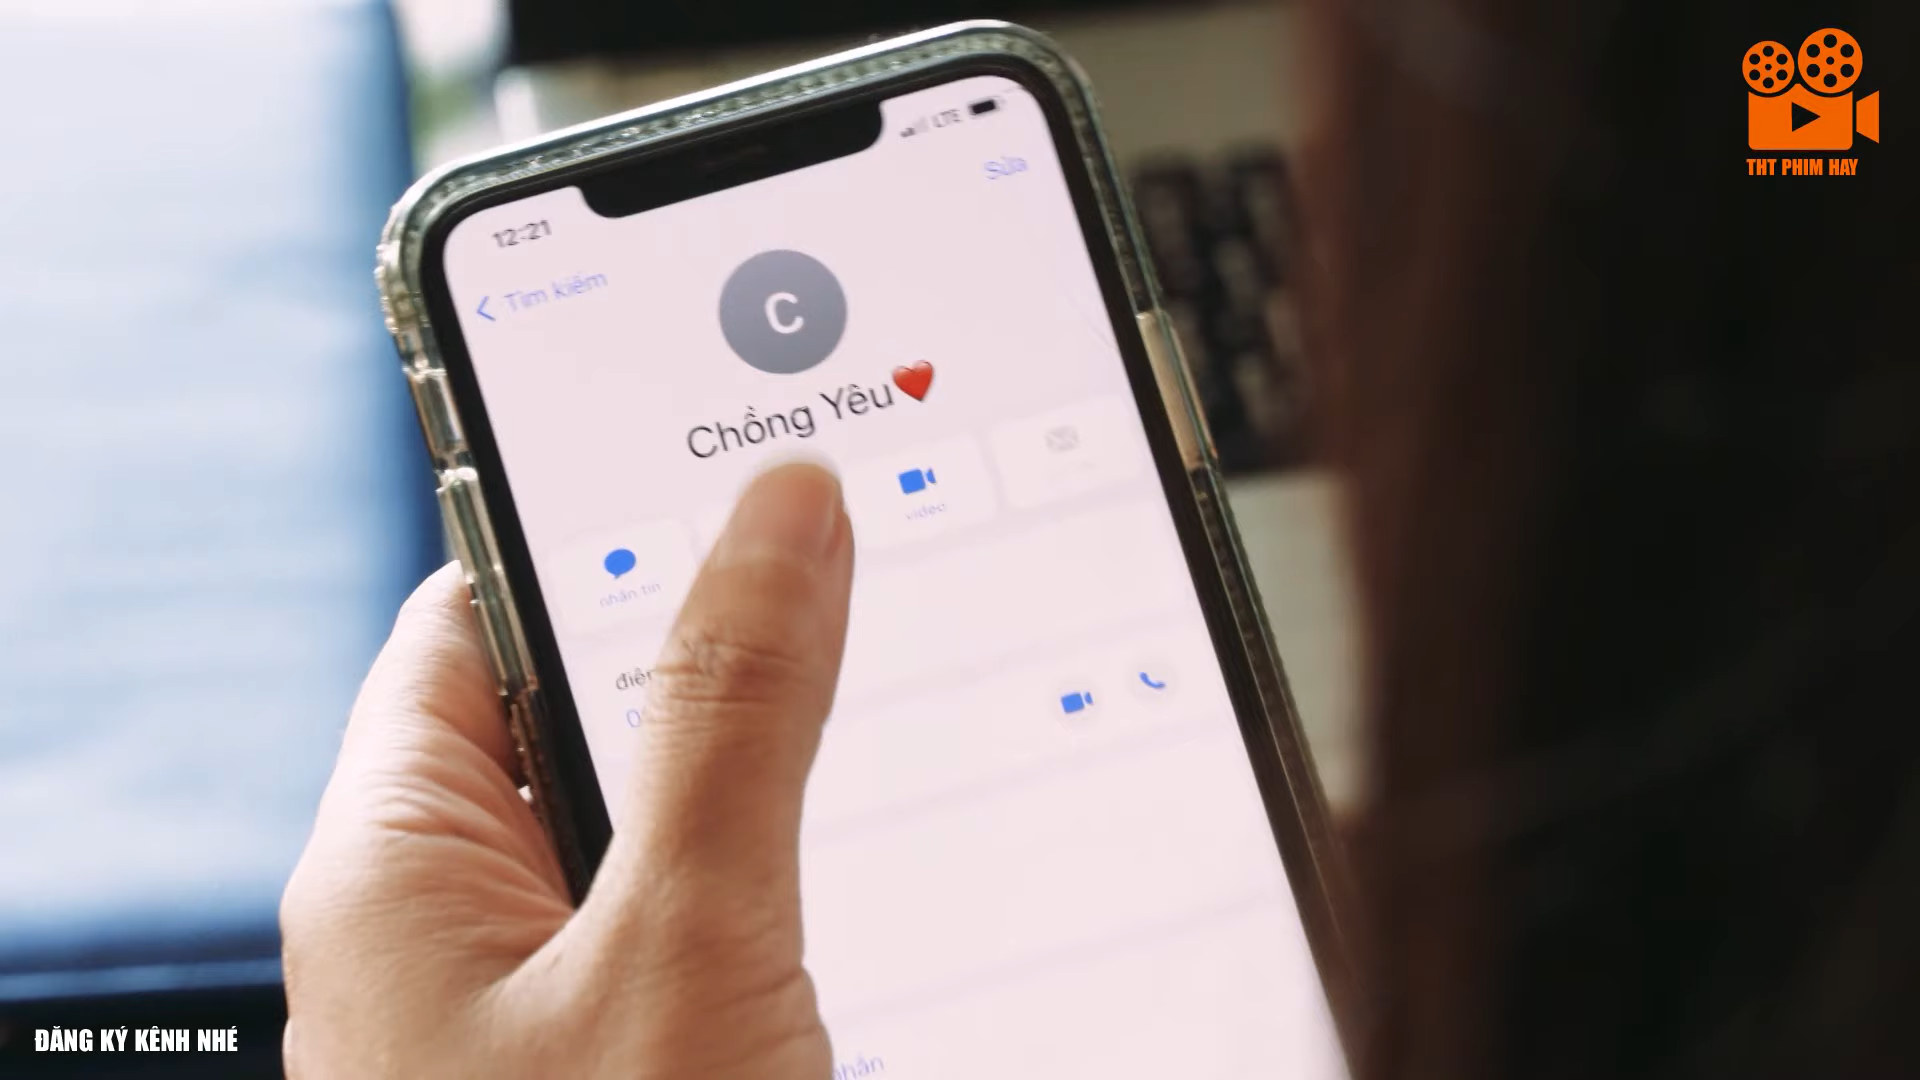 THT PHIM HAY
LTE
12:21
Sửa
Tìm kiếm
C
Chồng Yêu❤️
video
nhắn tin
ĐĂNG KÝ KÊNH NHÉ